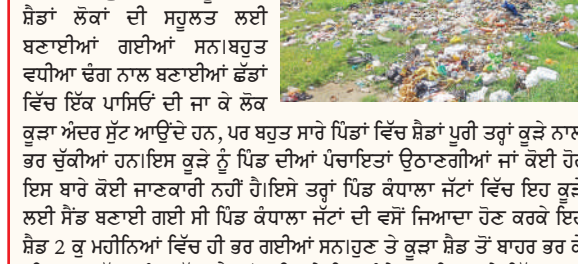 ਸ਼ੈਡਾਂ ਲੋਕਾਂ ਦੀ ਸਹੂਲਤ ਲਈ
ਬਣਾਈਆਂ ਗਈਆਂ ਸਨ।ਬਹੁਤ
ਵਧੀਆ ਢੰਗ ਨਾਲ ਬਣਾਈਆਂ ਛੱਡਾਂ
ਵਿੱਚ ਇੱਕ ਪਾਸਿਓਂ ਦੀ ਜਾ ਕੇ ਲੋਕ
ਕੂੜਾ ਅੰਦਰ ਸੁੱਟ ਆਉਂਦੇ ਹਨ, ਪਰ ਬਹੁਤ ਸਾਰੇ ਪਿੰਡਾਂ ਵਿੱਚ ਸ਼ੈਡਾਂ ਪੂਰੀ ਤਰ੍ਹਾਂ ਕੂੜੇ ਨਾਲ
ਭਰ ਚੁੱਕੀਆਂ ਹਨ।ਇਸ ਕੂੜੇ ਨੂੰ ਪਿੰਡ ਦੀਆਂ ਪੰਚਾਇਤਾਂ ਉਠਾਣਗੀਆਂ ਜਾਂ ਕੋਈ ਹੋਰ
ਇਸ ਬਾਰੇ ਕੋਈ ਜਾਣਕਾਰੀ ਨਹੀਂ ਹੈ।ਇਸੇ ਤਰ੍ਹਾਂ ਪਿੰਡ ਕੰਧਾਲਾ ਜੱਟਾਂ ਵਿੱਚ ਇਹ ਕੂੜੇ
ਲਈ ਸੈਂਡ ਬਣਾਈ ਗਈ ਸੀ ਪਿੰਡ ਕੰਧਾਲਾ ਜੱਟਾਂ ਦੀ ਵਸੋਂ ਜਿਆਦਾ ਹੋਣ ਕਰਕੇ ਇਹ
ਸ਼ੈਡ 2 ਕੁ ਮਹੀਨਿਆਂ ਵਿੱਚ ਹੀ ਭਰ ਗਈਆਂ ਸਨ।ਹੁਣ ਤੇ ਕੂੜਾ ਸ਼ੈਡ ਤੋਂ ਬਾਹਰ ਭਰ ਕੇ